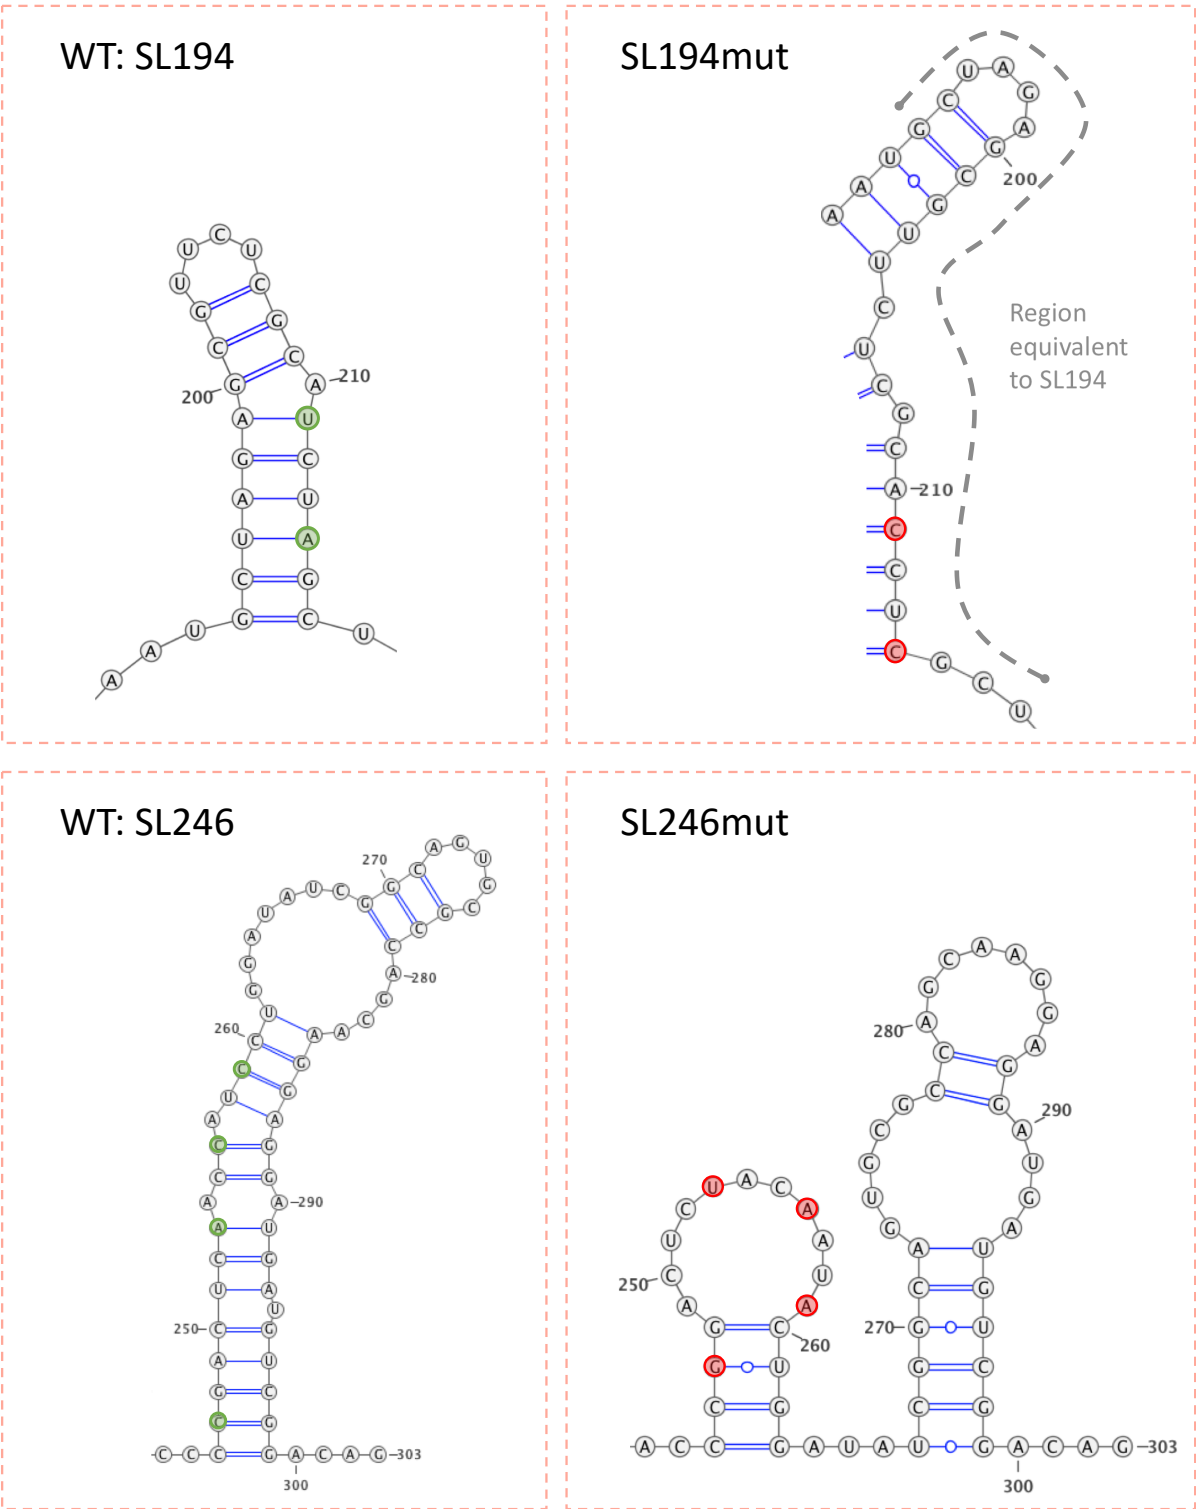 WT: SL194
A A U G C U A G A G C G U U C U C G C A U C U A G C U
200
210
SL194mut
A A U G C U A G A G C G U U C U C G C A C C U C G C U
200
210
Region
equivalent
to SL194
WT: SL246
C C C C G A C U C A A C C A U C C U G G A U A U C G G C A G U G C G C C A G C A A G G A G G A U G A U G U C G G A C A G
250
260
270
280
290
300
303
SL246mut
A C C C G G A C U C U A C A A U A C U G G A U A U C G G C A G U G C G C C A G C A A G G A G G A U G A U G U C G G A C A G
250
260
270
280
290
300
303